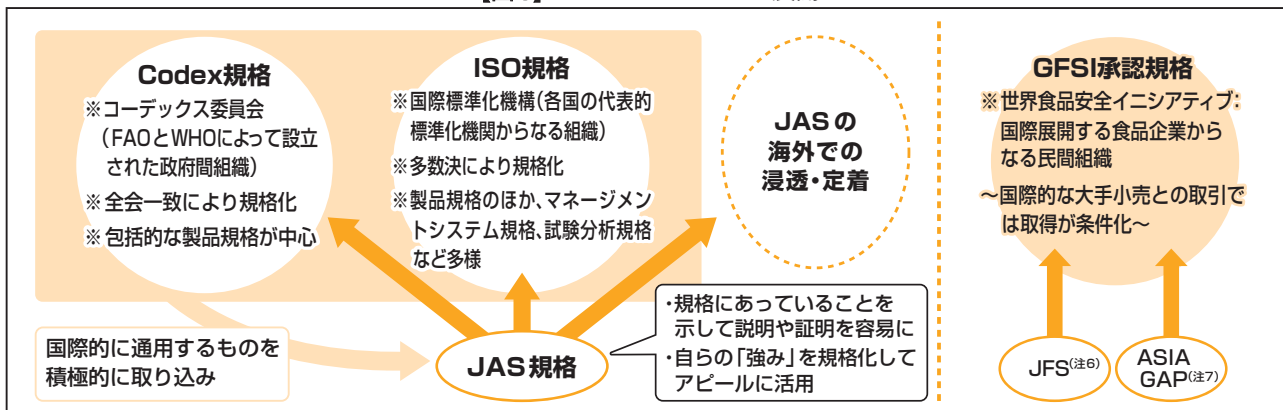 Codex規格
※コーデックス委員会
（FAOとWHOによって設立
された政府間組織）
※全会一致により規格化
※包括的な製品規格が中心
ISO規格
※国際標準化機構（各国の代表的
標準化機関からなる組織）
※多数決により規格化
※製品規格のほか、マネージメン
トシステム規格、試験分析規格
など多様
JASの
海外での
浸透・定着
GFSI承認規格
※世界食品安全イニシアティブ：
国際展開する食品企業から
なる民間組織
～国際的な大手小売との取引で
は取得が条件化～
国際的に通用するものを
積極的に取り込み
JAS規格
・規格にあっていることを
示して説明や証明を容易に
・自らの「強み」を規格化して
アピールに活用
JFS(注6)
ASIA
GAP(注7)